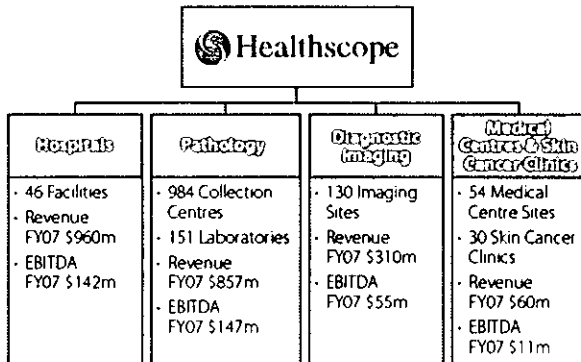 Healthscope
Hospitals
· 46 Facilities
· Revenue
FY07 $960m
· EBITDA
FY07 $142m
Pathology
· 984 Collection
Centres
· 151 Laboratories
· Revenue
FY07 $857m
· EBITDA
FY07 $147m
Diagnostic
Imaging
· 130 Imaging
Sites
· Revenue
FY07 $310m
· EBITDA
FY07 $55m
Medical
Centres & Skin
Cancer Clinics
· 54 Medical
Centre Sites
· 30 Skin Cancer
Clinics
· Revenue
FY07 $60m
· EBITDA
FY07 $11m